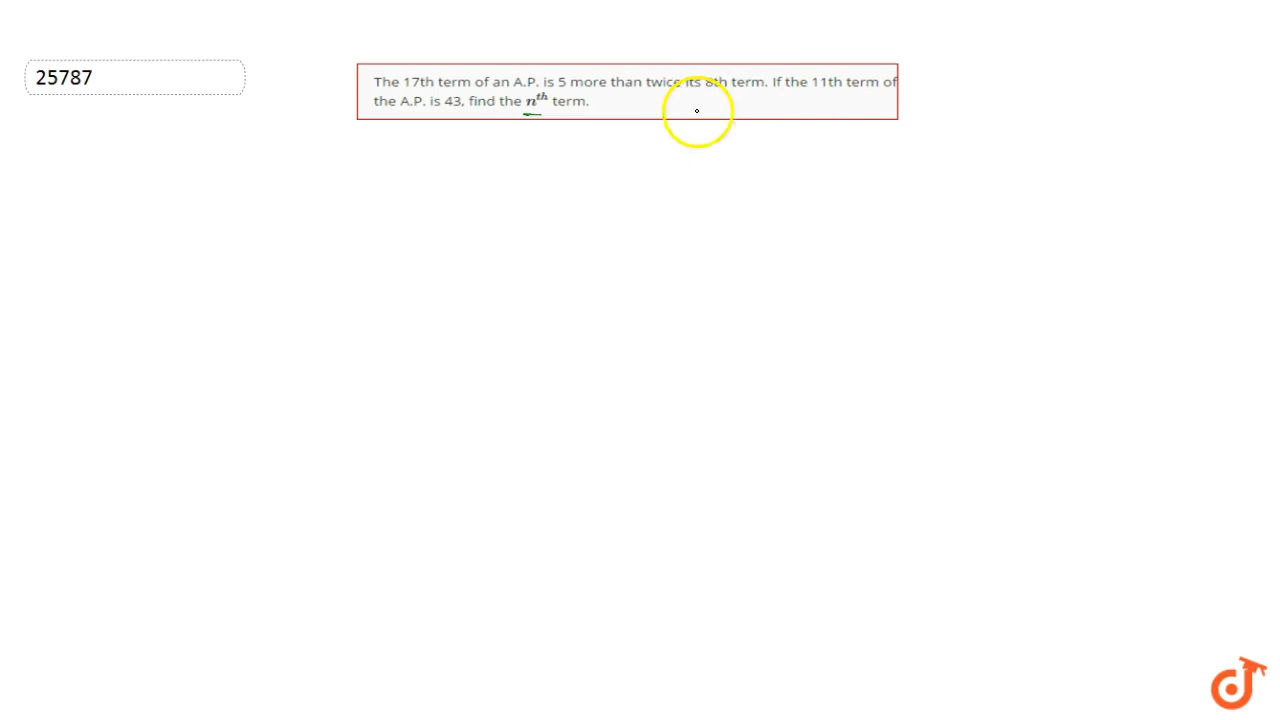 25787
The 17th term of an A.P. is 5 more than twice its 8th term. If the 11th term of
the A.P. is 43, find the n^th term.